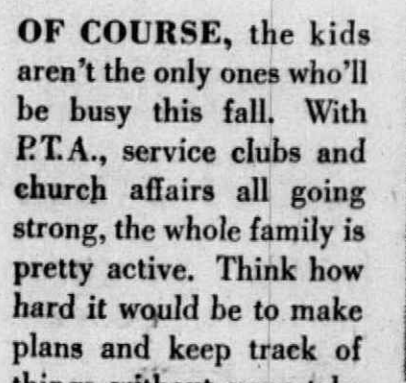 OF COURSE, the kids
aren't the only ones who'll
be busy this fall. With
P.T.A., service clubs and
church affairs all going
strong, the whole family is
pretty active. Think how
hard it would be to make
plans and keep track of
things without